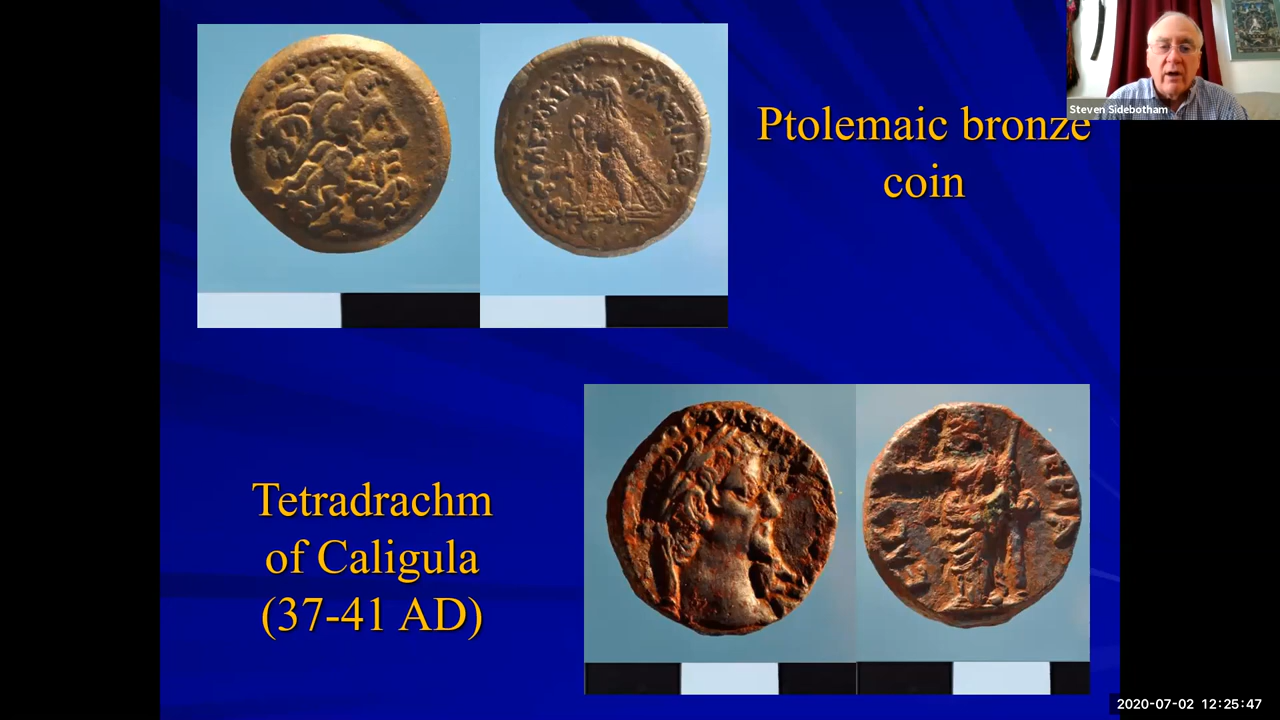 Steven Sidebotham
Ptolemaic bronze
coin
Tetradrachm
of Caligula
(37-41 AD)
2020-07-02 12:25:47